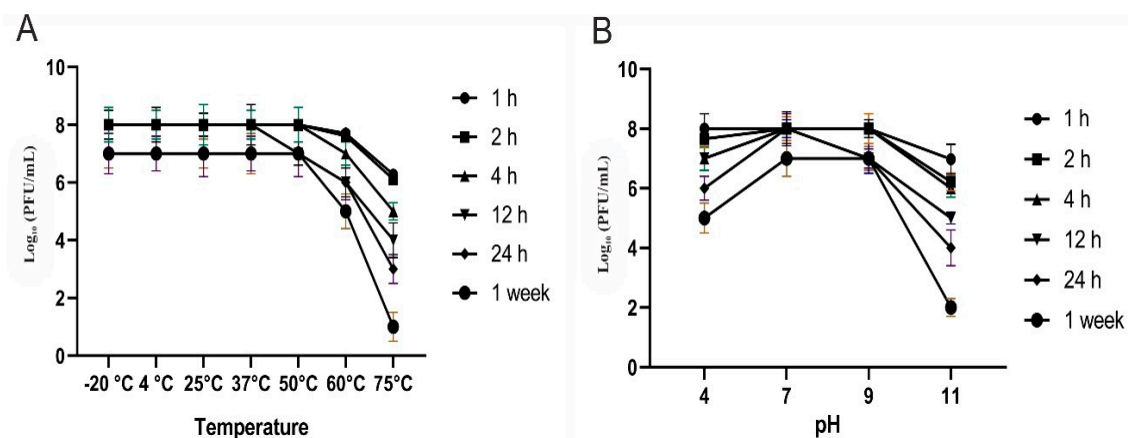 A
B
10
8
6
4
2
0
Log₁₀ (PFU/mL)
-20 °C 4 °C 25°C 37°C 50°C 60°C 75°C
Temperature
1 h
2 h
4 h
12 h
24 h
1 week
10
8
6
4
2
0
Log₁₀ (PFU/mL)
4 7 9 11
pH
1 h
2 h
4 h
12 h
24 h
1 week